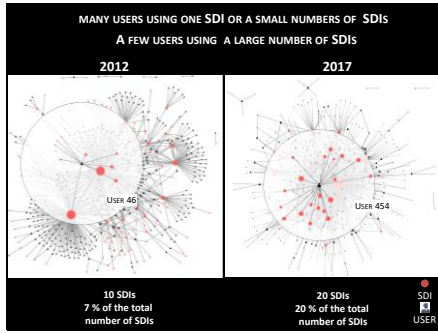 MANY USERS USING ONE SDI OR A SMALL NUMBERS OF SDIS
A FEW USERS USING A LARGE NUMBER OF SDIS
2012 2017
USER 46
USER 454
10 SDIs 20 SDIs
7 % of the total 20 % of the total
number of SDIs number of SDIs
SDI
USER